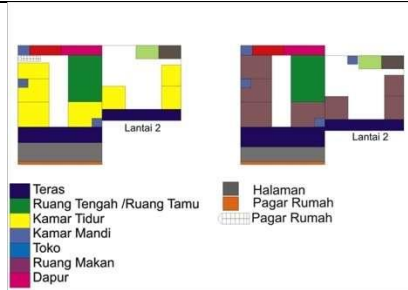 Lantai 2
Lantai 2
Teras
Ruang Tengah /Ruang Tamu
Kamar Tidur
Kamar Mandi
Toko
Ruang Makan
Dapur
Halaman
Pagar Rumah
Pagar Rumah